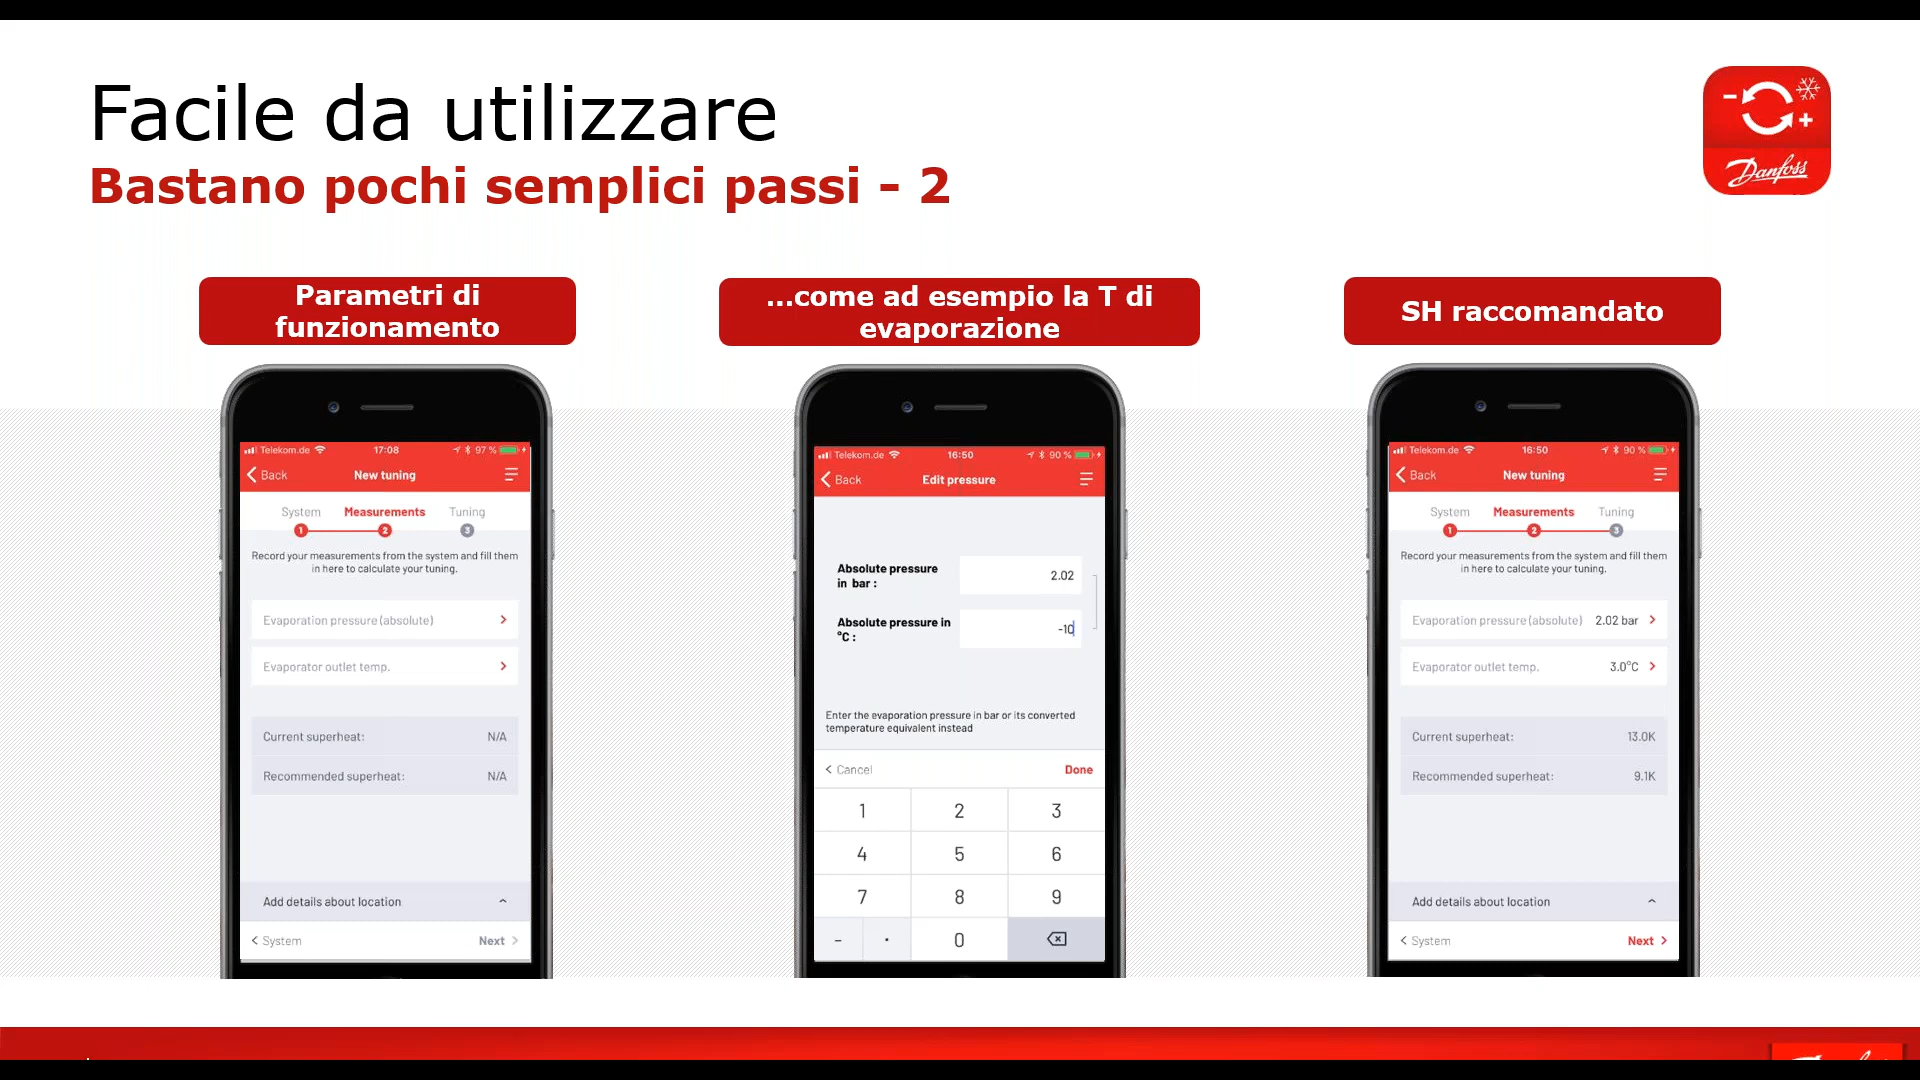 Facile da utilizzare
Bastano pochi semplici passi - 2
Danfoss
Parametri di
funzionamento
...come ad esempio la T di
evaporazione
SH raccomandato
Telekom.de 17:08 97 %
Back New tuning
System Measurements Tuning
1 2 3
Record your measurements from the system and fill them
in here to calculate your tuning.
Evaporation pressure (absolute)
Evaporator outlet temp.
Current superheat: N/A
Recommended superheat: N/A
Add details about location
System Next
Telekom.de 16:50 90 %
Back Edit pressure
Absolute pressure
in bar : 2.02
Absolute pressure in
°C : -10
Enter the evaporation pressure in bar or its converted
temperature equivalent instead
Cancel Done
1 2 3
4 5 6
7 8 9
- . 0
Telekom.de 16:50 90 %
Back New tuning
System Measurements Tuning
1 2 3
Record your measurements from the system and fill them
in here to calculate your tuning.
Evaporation pressure (absolute) 2.02 bar
Evaporator outlet temp. 3.0°C
Current superheat: 13.0K
Recommended superheat: 9.1K
Add details about location
System Next